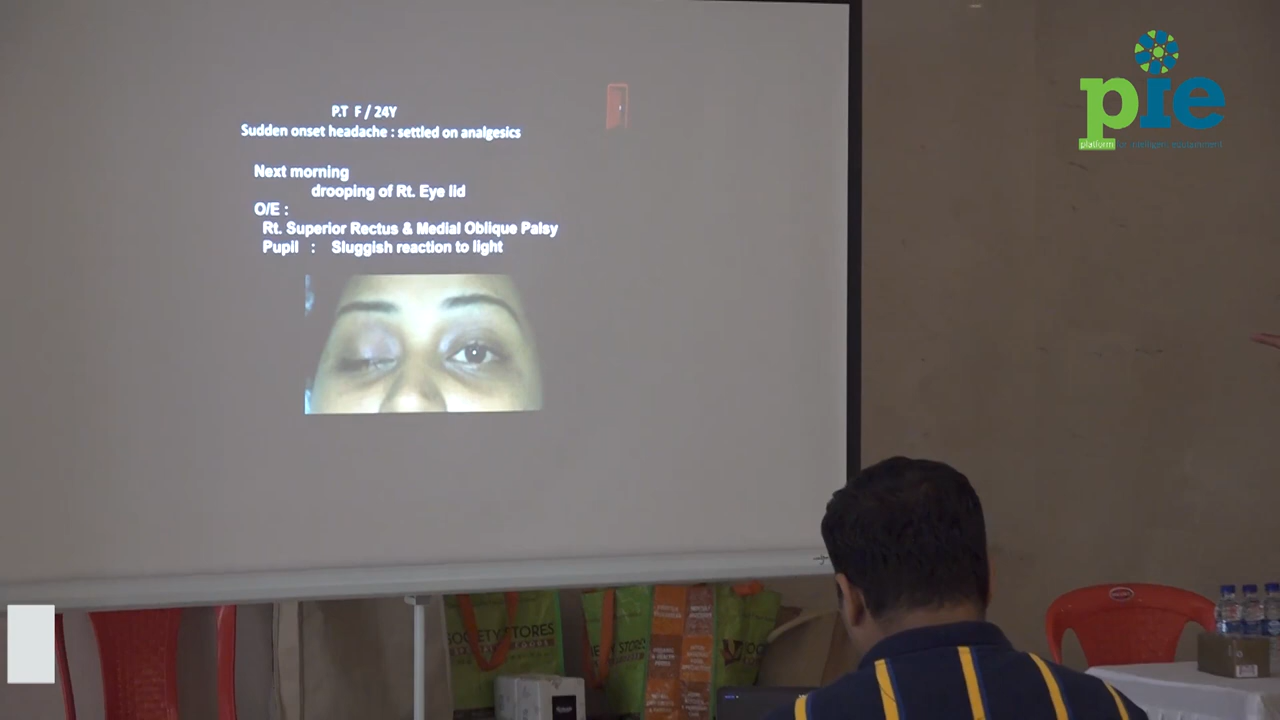 P.T F / 24Y
Sudden onset headache : settled on analgesics
Next morning
drooping of Rt. Eye lid
O/E :
Rt. Superior Rectus & Medial Oblique Palsy
Pupil : Sluggish reaction to light
pie
platform
SOCIETY STORES